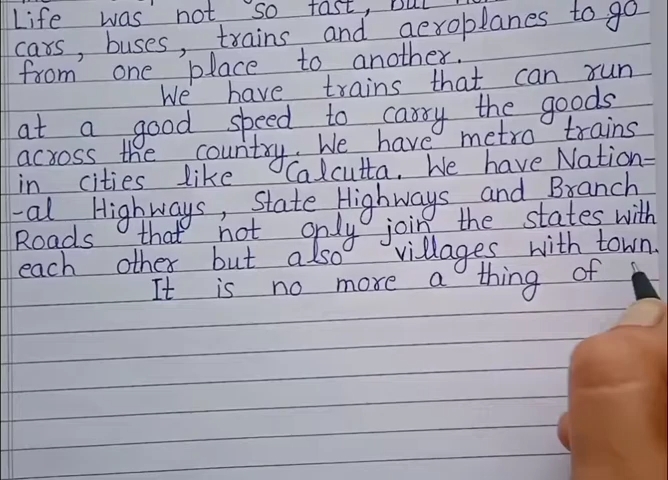 Life was not so fast, but
cars, buses, trains and aeroplanes to go
from one place to another.
We have trains that can run
at a good speed to carry the goods
across the country. We have metro trains
in cities like Calcutta. We have Nation=
-al Highways, State Highways and Branch
Roads that not only join the states with
each other but also villages with town.
It is no more a thing of